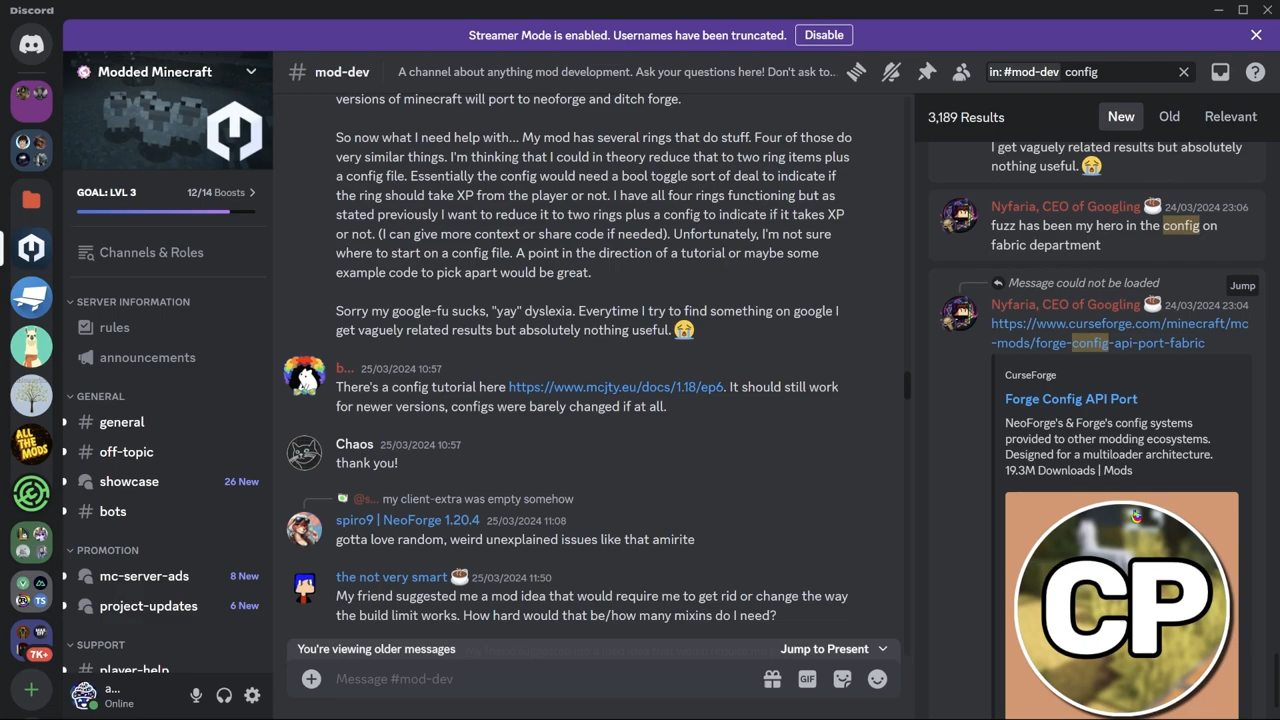 Discord
Streamer Mode is enabled. Usernames have been truncated.
Disable
Modded Minecraft
GOAL: LVL 3
12/14 Boosts
Channels & Roles
SERVER INFORMATION
rules
announcements
GENERAL
general
off-topic
showcase
26 New
bots
PROMOTION
mc-server-ads
8 New
project-updates
6 New
SUPPORT
player-help
ALL THE MODS
TS
7K+
a...
Online
mod-dev
A channel about anything mod development. Ask your questions here! Don't ask to...
in: #mod-dev config
versions of minecraft will port to neoforge and ditch forge.
So now what I need help with... My mod has several rings that do stuff. Four of those do
very similar things. I'm thinking that I could in theory reduce that to two ring items plus
a config file. Essentially the config would need a bool toggle sort of deal to indicate if
the ring should take XP from the player or not. I have all four rings functioning but as
stated previously I want to reduce it to two rings plus a config to indicate if it takes XP
or not. (I can give more context or share code if needed). Unfortunately, I'm not sure
where to start on a config file. A point in the direction of a tutorial or maybe some
example code to pick apart would be great.
Sorry my google-fu sucks, "yay" dyslexia. Everytime I try to find something on google I
get vaguely related results but absolutely nothing useful. 😭
b... 25/03/2024 10:57
There's a config tutorial here https://www.mcjty.eu/docs/1.18/ep6. It should still work
for newer versions, configs were barely changed if at all.
Chaos 25/03/2024 10:57
thank you!
@s... my client-extra was empty somehow
spiro9 | NeoForge 1.20.4 25/03/2024 11:08
gotta love random, weird unexplained issues like that amirite
the not very smart ☕ 25/03/2024 11:50
My friend suggested me a mod idea that would require me to get rid or change the way
the build limit works. How hard would that be/how many mixins do I need?
You're viewing older messages
Jump to Present
Message #mod-dev
GIF
3,189 Results
New
Old
Relevant
I get vaguely related results but absolutely
nothing useful. 😭
Nyfaria, CEO of Googling ☕ 24/03/2024 23:06
fuzz has been my hero in the config on
fabric department
Message could not be loaded
Jump
Nyfaria, CEO of Googling ☕ 24/03/2024 23:04
https://www.curseforge.com/minecraft/mc
-mods/forge-config-api-port-fabric
CurseForge
Forge Config API Port
NeoForge's & Forge's config systems
provided to other modding ecosystems.
Designed for a multiloader architecture.
19.3M Downloads | Mods
CP